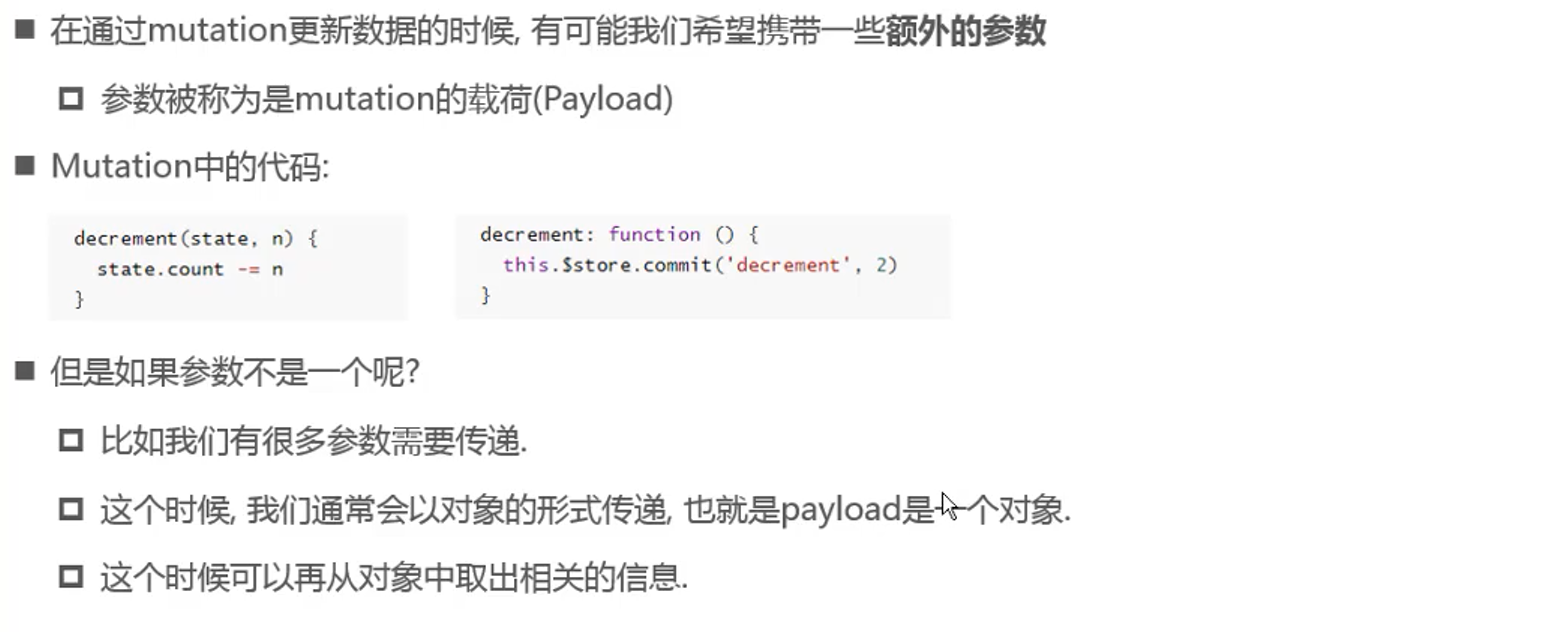 在通过mutation更新数据的时候, 有可能我们希望携带一些额外的参数
参数被称为是mutation的载荷(Payload)
Mutation中的代码:
decrement(state, n) {
  state.count -= n
}
decrement: function () {
  this.$store.commit('decrement', 2)
}
但是如果参数不是一个呢?
比如我们有很多参数需要传递.
这个时候, 我们通常会以对象的形式传递, 也就是payload是一个对象.
这个时候可以再从对象中取出相关的信息.